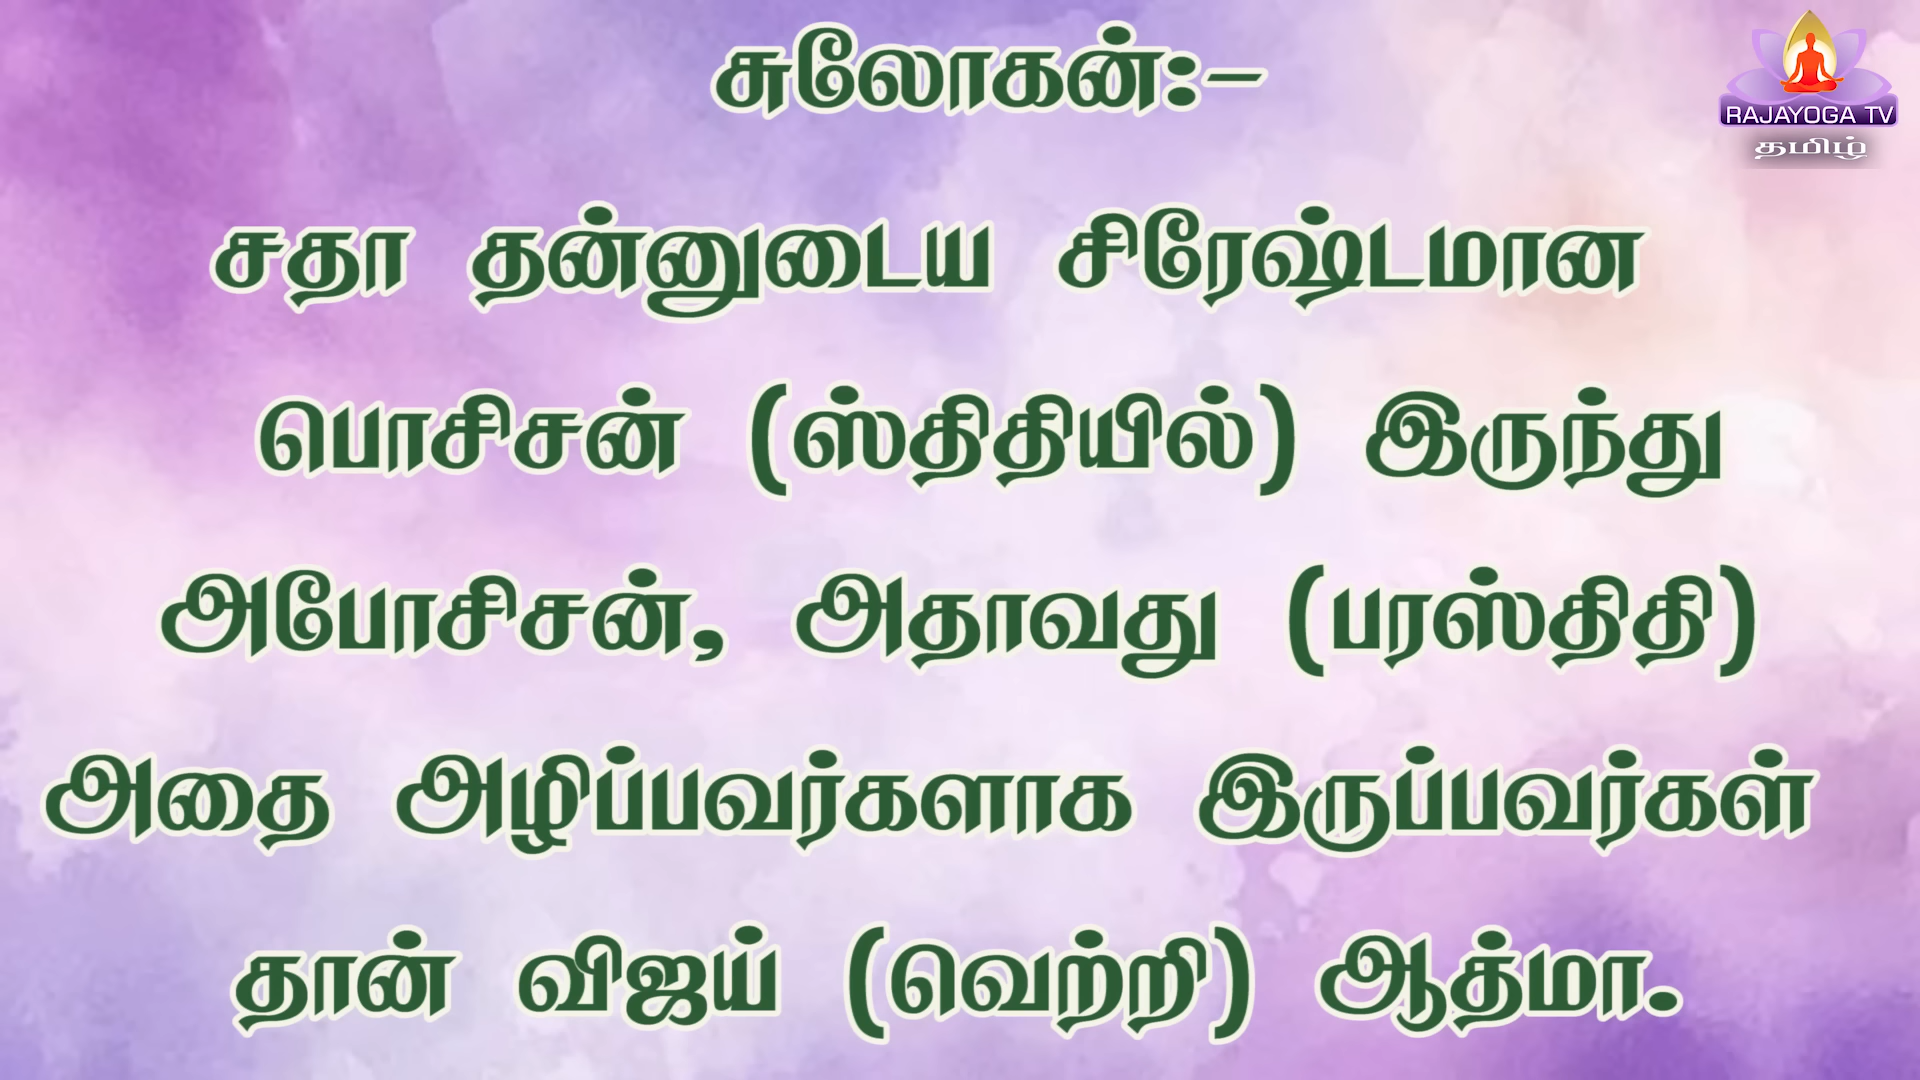 சுலோகன்:-
RAJAYOGA TV
தமிழ்
சதா தன்னுடைய சிரேஷ்டமான
பொசிசன் (ஸ்திதியில்) இருந்து
அபோசிசன், அதாவது (பரஸ்திதி)
அதை அழிப்பவர்களாக இருப்பவர்கள்
தான் விஜய் (வெற்றி) ஆத்மா.